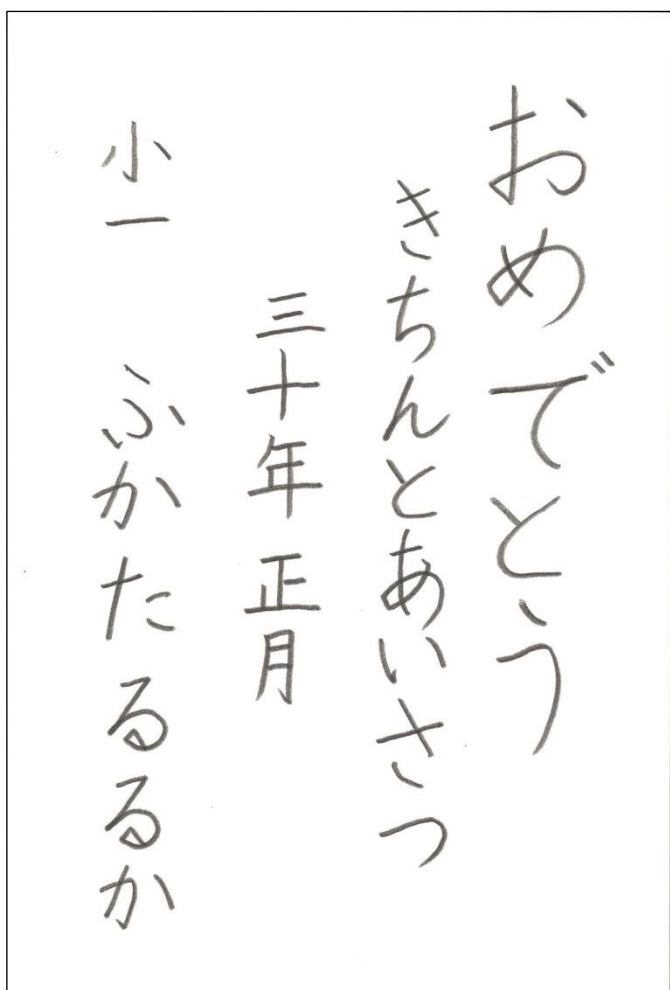 おめでとう
きちんとあいさつ
三十年 正月
小一 ふかたるるか